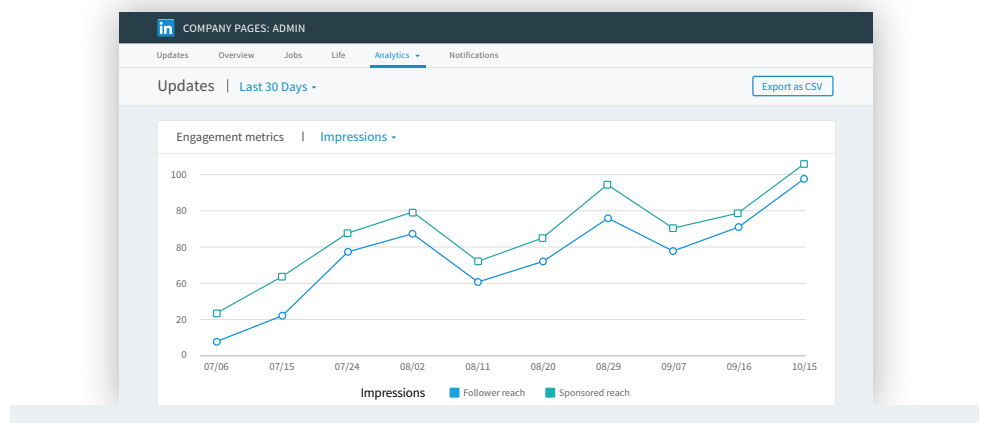 in COMPANY PAGES: ADMIN
Updates Overview Jobs Life Analytics Notifications
Updates | Last 30 Days
Export as CSV
Engagement metrics | Impressions
100
80
80
60
20
0
07/06 07/15 07/24 08/02 08/11 08/20 08/29 09/07 09/16 10/15
Impressions Follower reach Sponsored reach